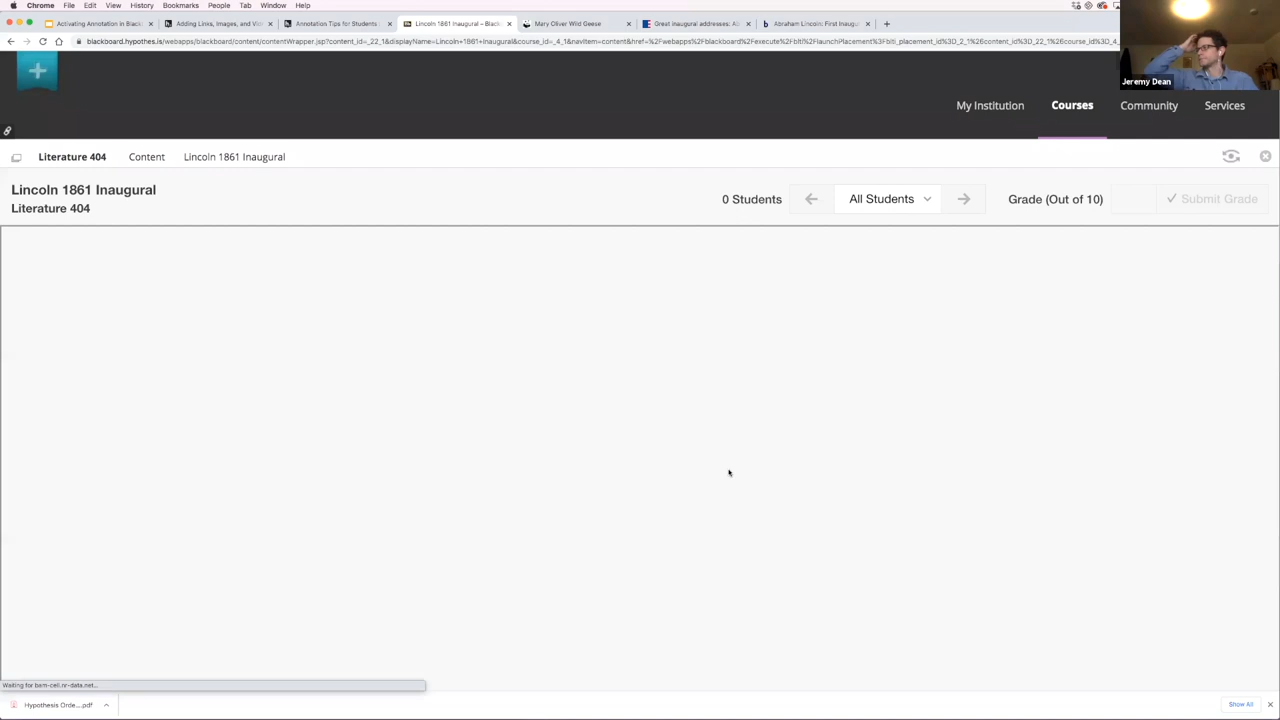 Chrome File Edit View History Bookmarks People Tab Window Help
Activating Annotation in Blackb
Adding Links, Images, and Vid
Annotation Tips for Students
Lincoln 1861 Inaugural – Black
Mary Oliver Wild Geese
Great inaugural addresses: Ab
Abraham Lincoln: First Inaugu
blackboard.hypothes.is/webapps/blackboard/content/contentWrapper.jsp?content_id=_22_1&displayName=Lincoln+1861+Inaugural&course_id=_4_1&navItem=content&href=%2Fwebapps%2Fblackboard%2Fexecute%2Fblti%2FlaunchPlacement%3Fblti_placement_id%3D_2_1%26content_id%3D_22_1%26course_id%3D_4_
Jeremy Dean
My Institution Courses Community Services
Literature 404 Content Lincoln 1861 Inaugural
Lincoln 1861 Inaugural
Literature 404
0 Students All Students Grade (Out of 10) Submit Grade
Waiting for bam-cell.nr-data.net...
Hypothesis Orde....pdf
Show All